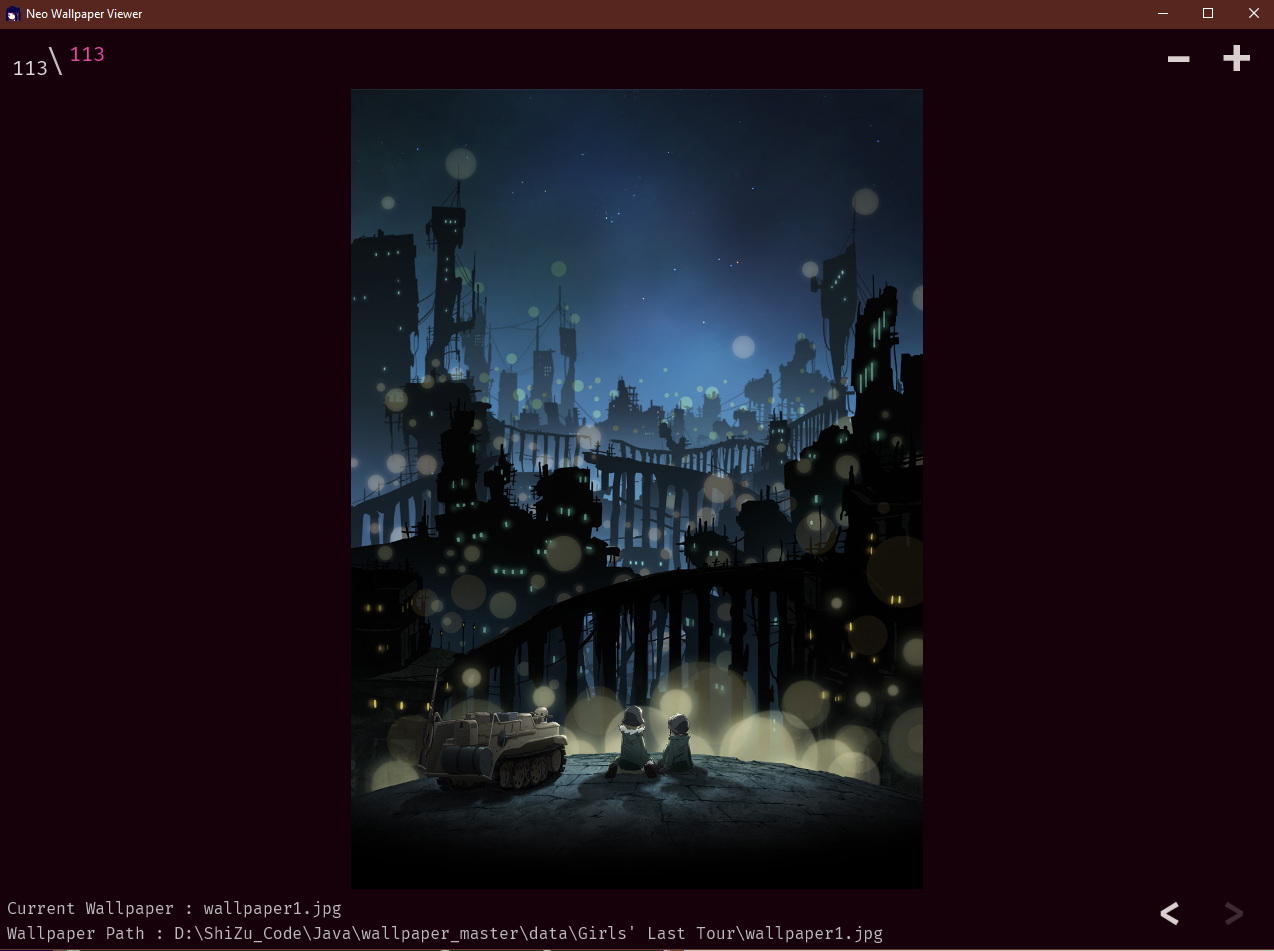 Neo Wallpaper Viewer
113\113
Current Wallpaper : wallpaper1.jpg
Wallpaper Path : D:\ShiZu_Code\Java\wallpaper_master\data\Girls' Last Tour\wallpaper1.jpg